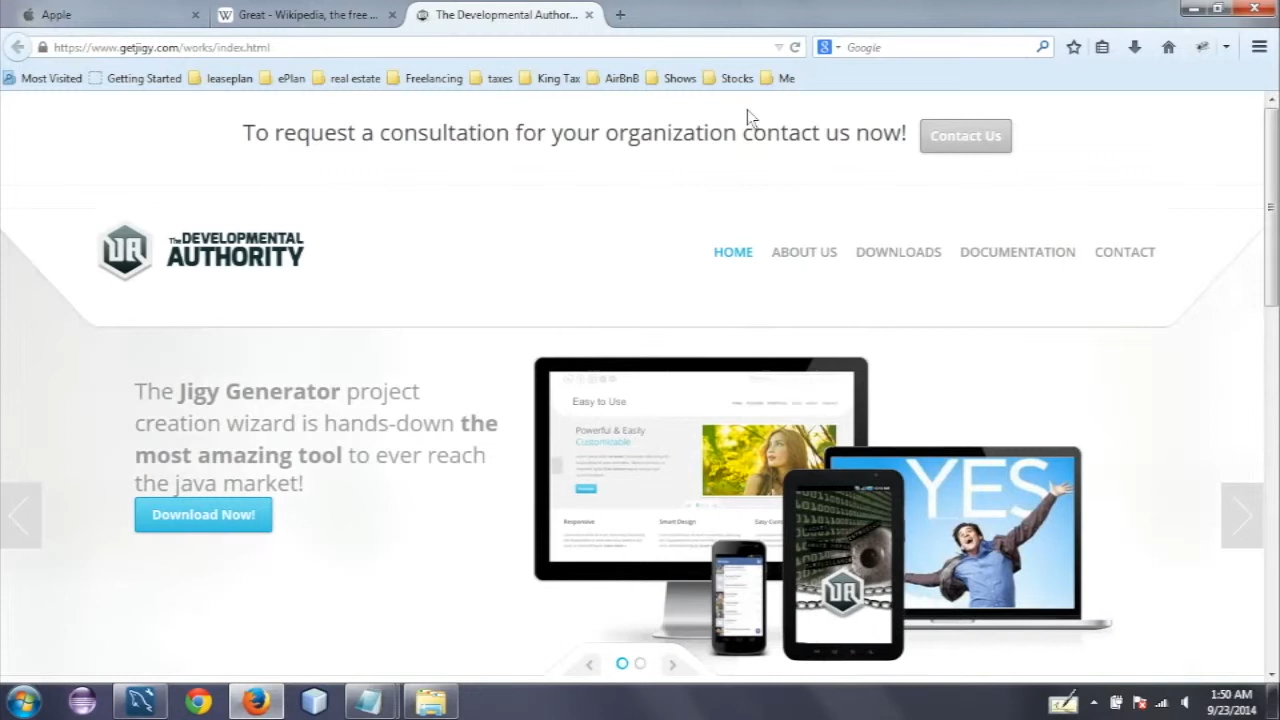 Apple
Great - Wikipedia, the free ...
The Developmental Author...
https://www.getjigy.com/works/index.html
Google
Most Visited
Getting Started
leaseplan
ePlan
real estate
Freelancing
taxes
King Tax
AirBnB
Shows
Stocks
Me
To request a consultation for your organization contact us now!
Contact Us
The DEVELOPMENTAL
AUTHORITY
HOME
ABOUT US
DOWNLOADS
DOCUMENTATION
CONTACT
The Jigy Generator project
creation wizard is hands-down the
most amazing tool to ever reach
the java market!
Download Now!
Easy to Use
Powerful & Easily
Customizable
Responsive
Smart Design
YES
1:50 AM
9/23/2014